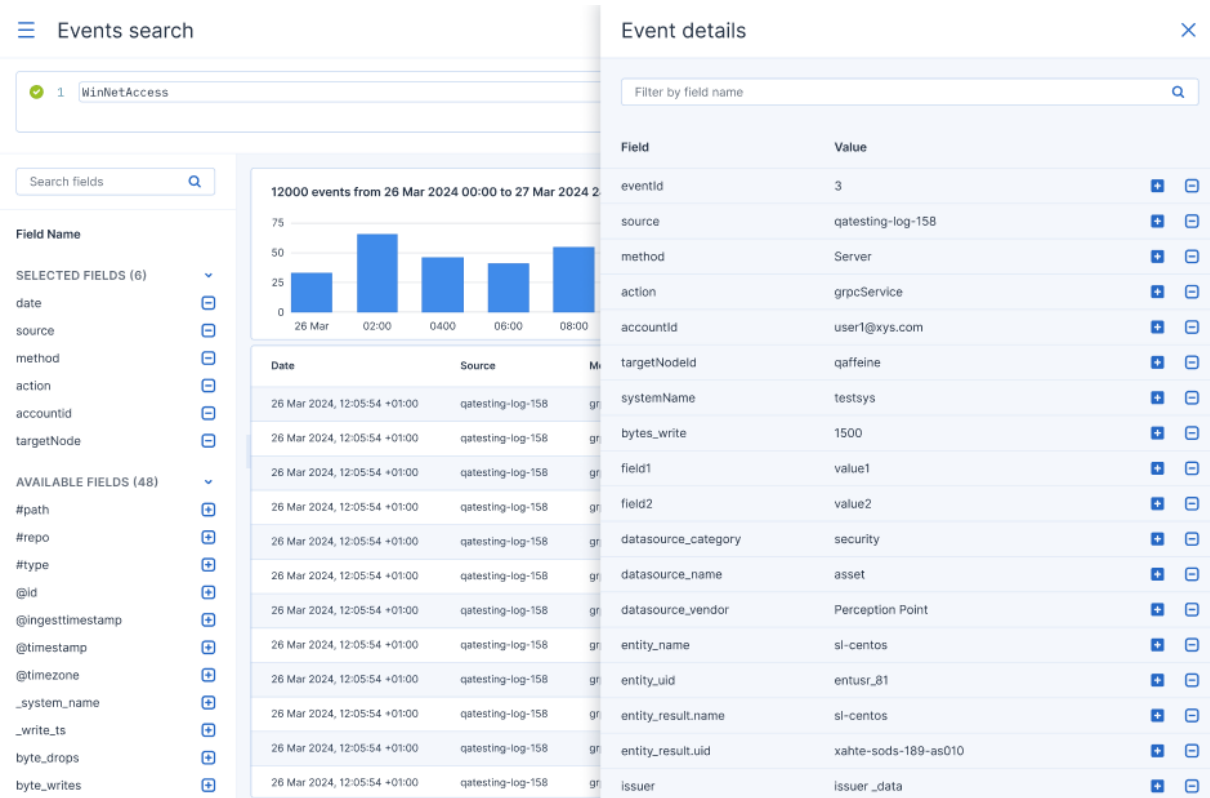 Events search
1 WinNetAccess
Search fields
Field Name
SELECTED FIELDS (6)
date
source
method
action
accountid
targetNode
AVAILABLE FIELDS (48)
#path
#repo
#type
@id
@ingesttimestamp
@timestamp
@timezone
_system_name
_write_ts
byte_drops
byte_writes
12000 events from 26 Mar 2024 00:00 to 27 Mar 2024 2
75
50
25
0
26 Mar 02:00 0400 06:00 08:00
Date Source M
26 Mar 2024, 12:05:54 +01:00 qatesting-log-158 gr
26 Mar 2024, 12:05:54 +01:00 qatesting-log-158 gr
26 Mar 2024, 12:05:54 +01:00 qatesting-log-158 gr
26 Mar 2024, 12:05:54 +01:00 qatesting-log-158 gr
26 Mar 2024, 12:05:54 +01:00 qatesting-log-158 gr
26 Mar 2024, 12:05:54 +01:00 qatesting-log-158 gr
26 Mar 2024, 12:05:54 +01:00 qatesting-log-158 gr
26 Mar 2024, 12:05:54 +01:00 qatesting-log-158 gr
26 Mar 2024, 12:05:54 +01:00 qatesting-log-158 gr
26 Mar 2024, 12:05:54 +01:00 qatesting-log-158 gr
26 Mar 2024, 12:05:54 +01:00 qatesting-log-158 gr
26 Mar 2024, 12:05:54 +01:00 qatesting-log-158 gr
Event details
Filter by field name
Field Value
eventId 3
source qatesting-log-158
method Server
action grpcService
accountId user1@xys.com
targetNodeId qaffeine
systemName testsys
bytes_write 1500
field1 value1
field2 value2
datasource_category security
datasource_name asset
datasource_vendor Perception Point
entity_name sl-centos
entity_uid entusr_81
entity_result.name sl-centos
entity_result.uid xahte-sods-189-as010
issuer issuer _data